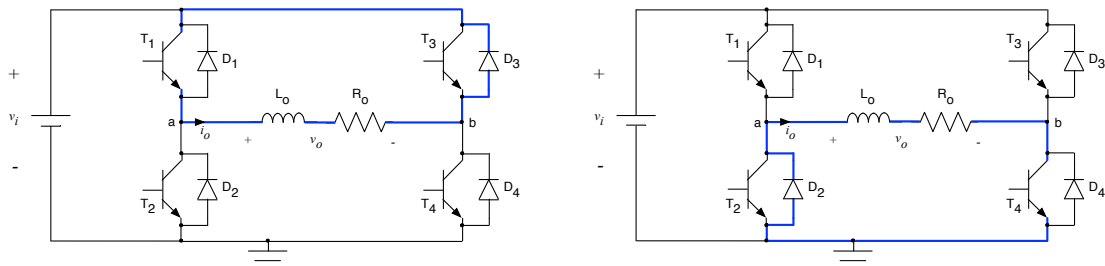 T1
D1
T3
D3
+
Lo
Ro
vi
a
io
+
vo
-
b
-
T2
D2
T4
D4
T1
D1
T3
D3
+
Lo
Ro
vi
a
io
+
vo
-
b
-
T2
D2
T4
D4